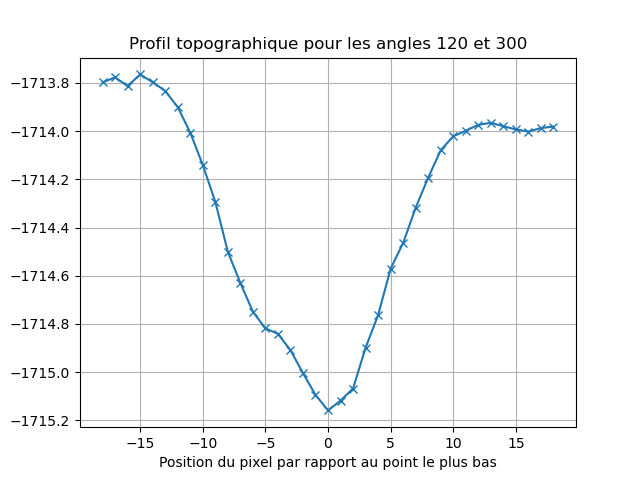 Profil topographique pour les angles 120 et 300
−1713.8
−1714.0
−1714.2
−1714.4
−1714.6
−1714.8
−1715.0
−1715.2
−15 −10 −5 0 5 10 15
Position du pixel par rapport au point le plus bas